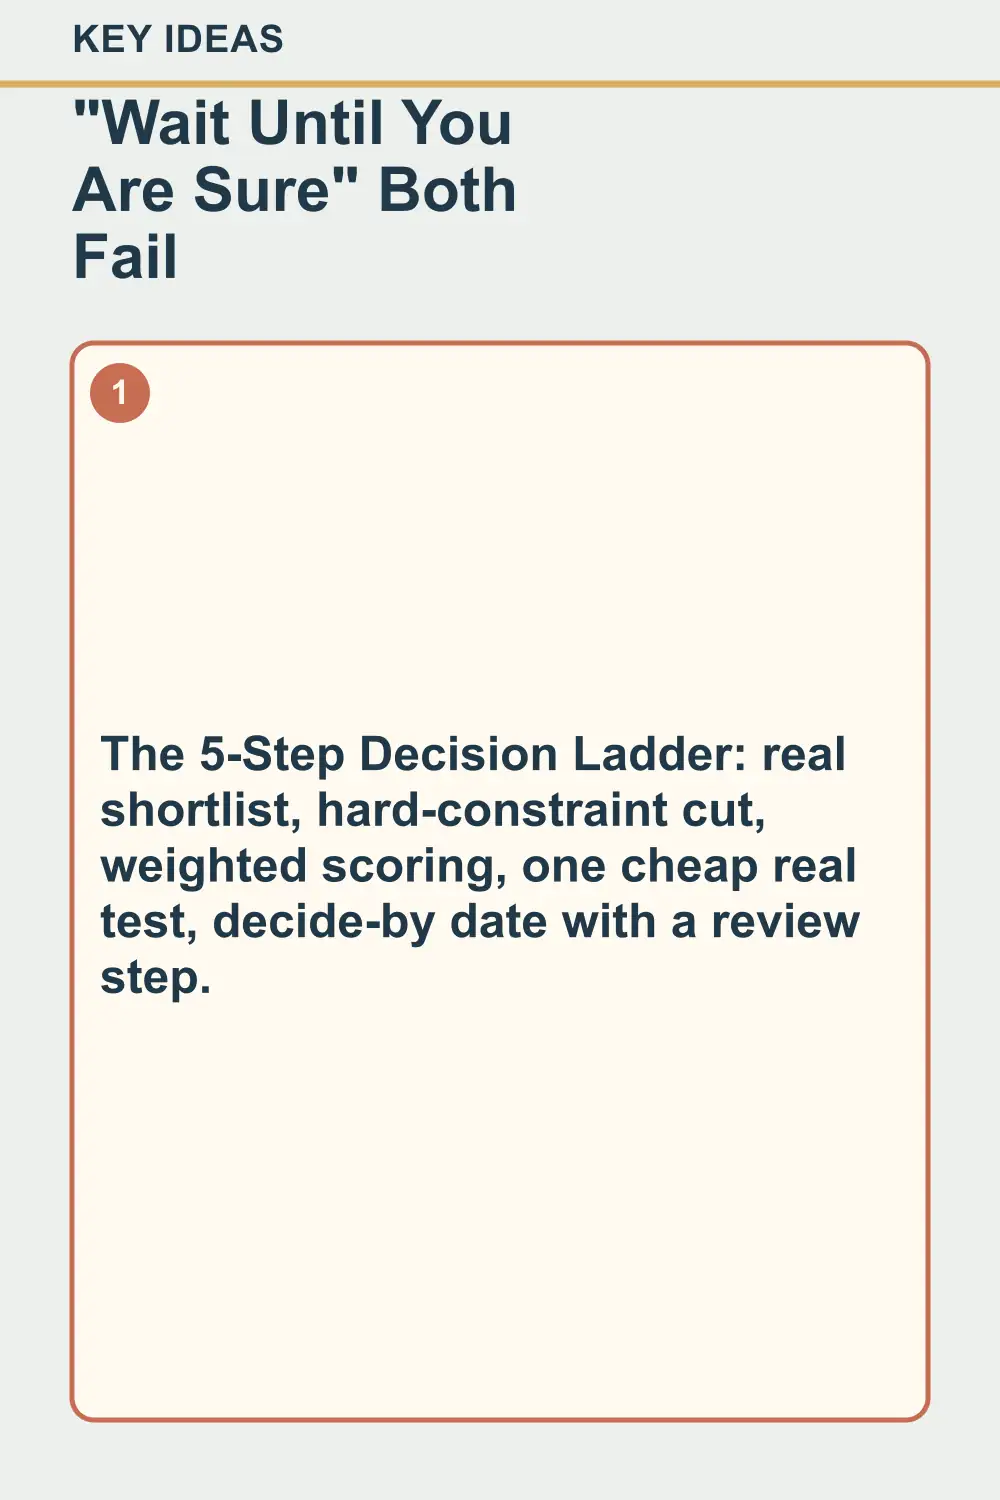 KEY IDEAS
"Wait Until You
Are Sure" Both
Fail
1
The 5-Step Decision Ladder: real
shortlist, hard-constraint cut,
weighted scoring, one cheap real
test, decide-by date with a review
step.